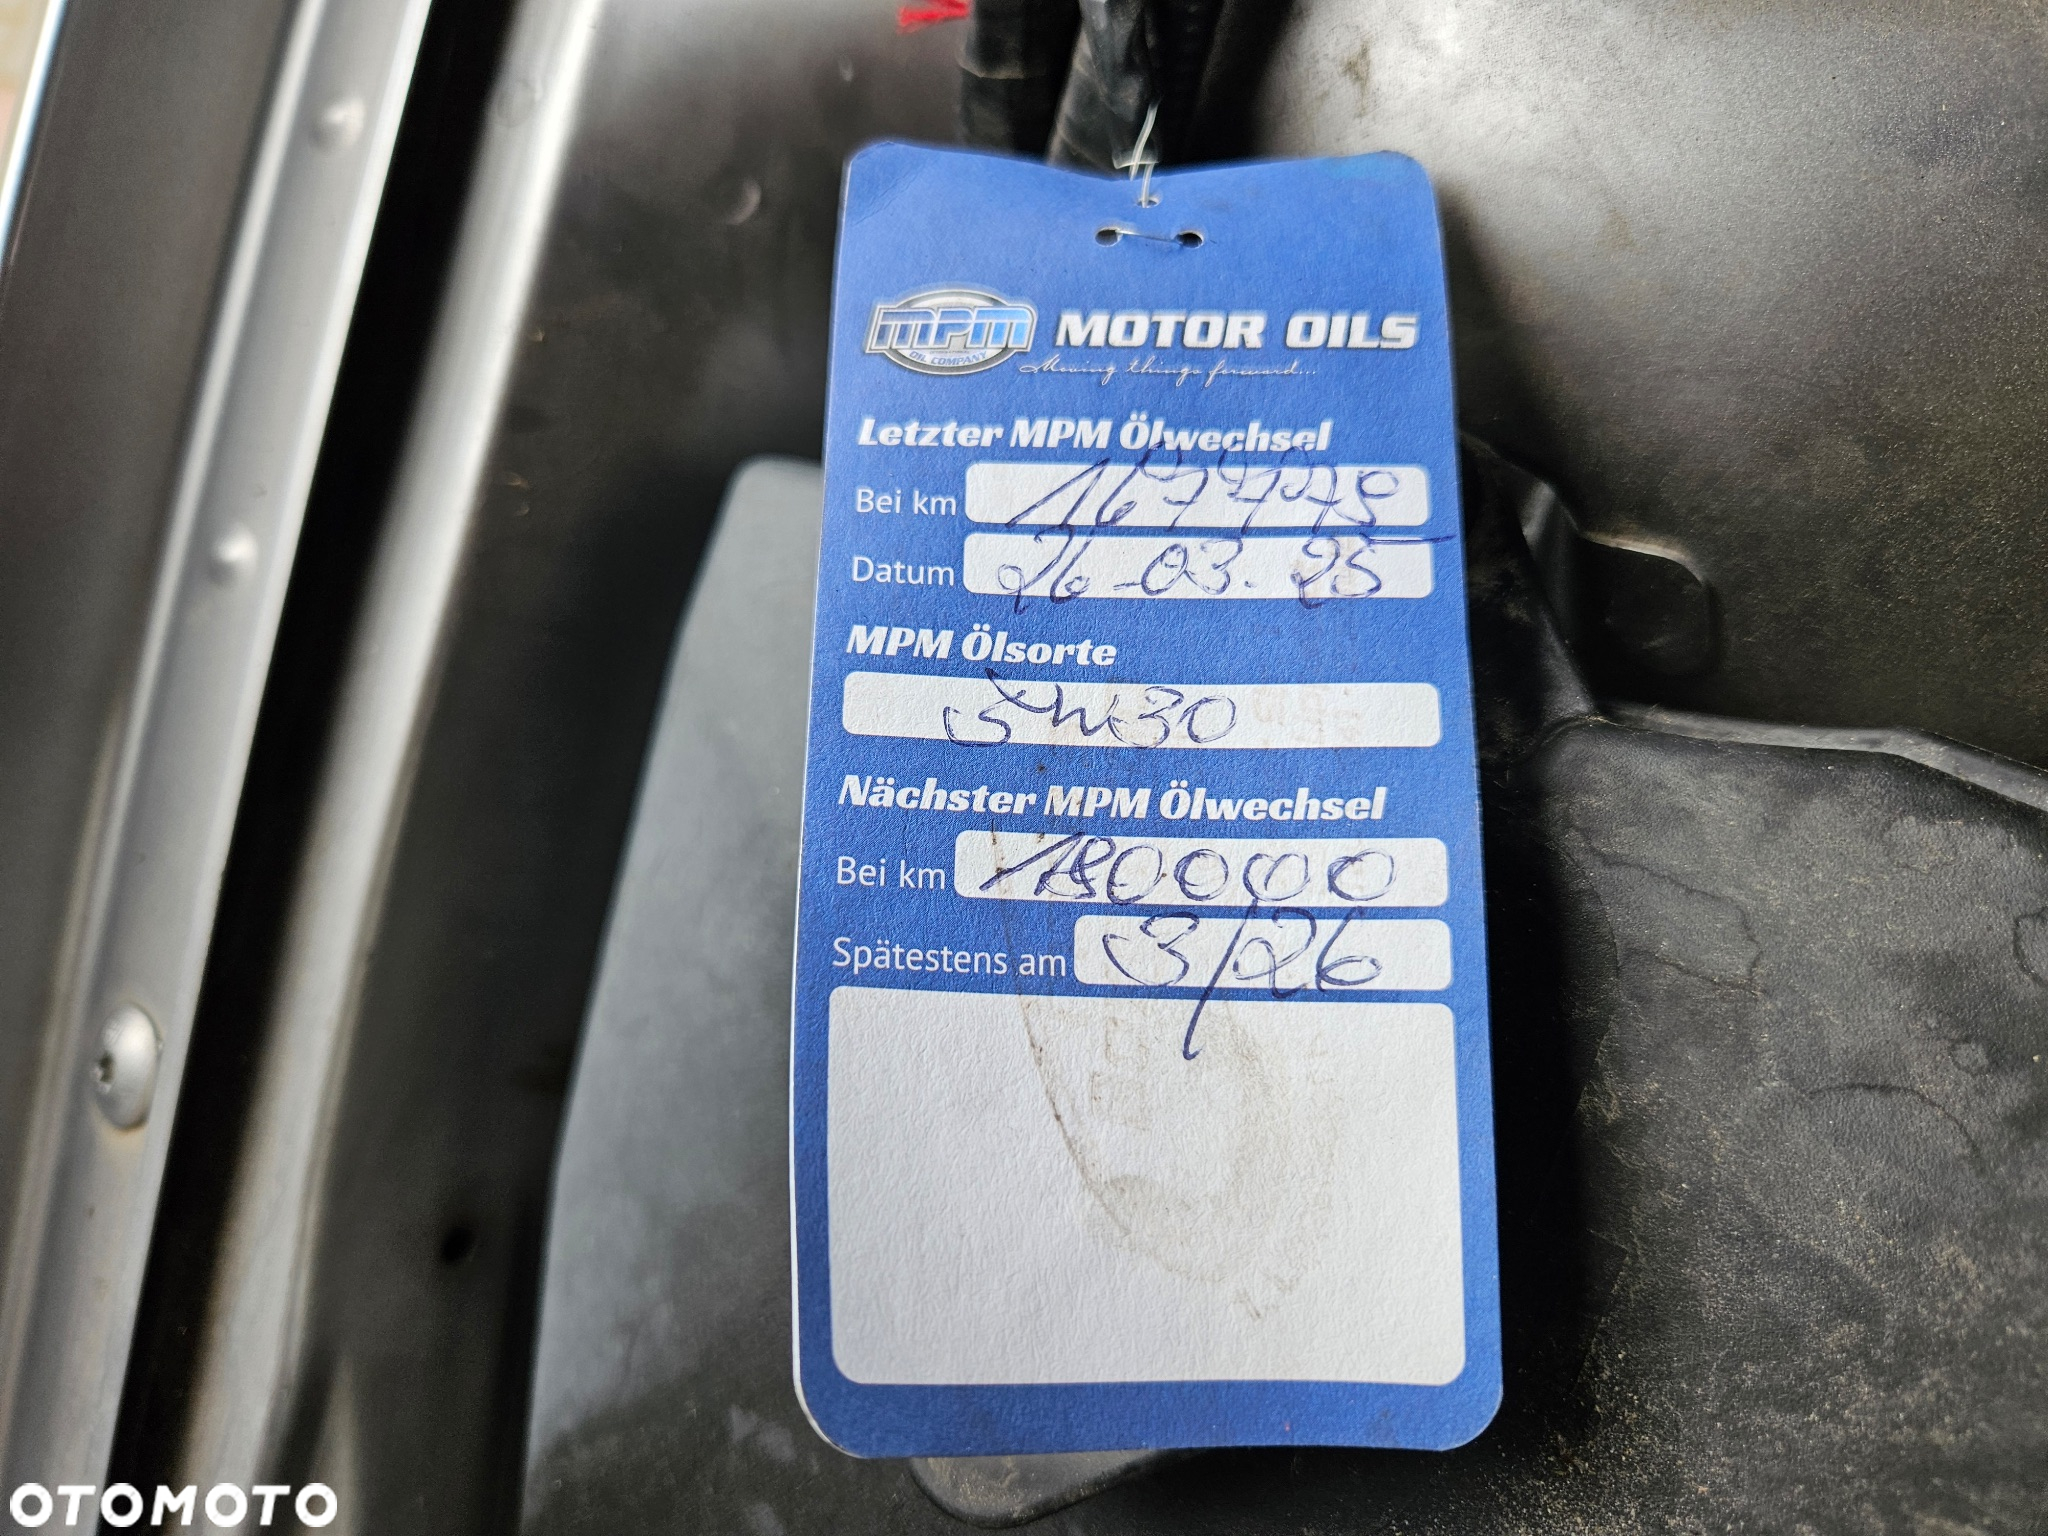 MPM MOTOR OILS
OIL COMPANY
Moving things forward...
Letzter MPM Ölwechsel
Bei km 167775
Datum 26-03.25
MPM Ölsorte
5W30
Nächster MPM Ölwechsel
Bei km 180000
Spätestens am 3/26
OTOMOTO